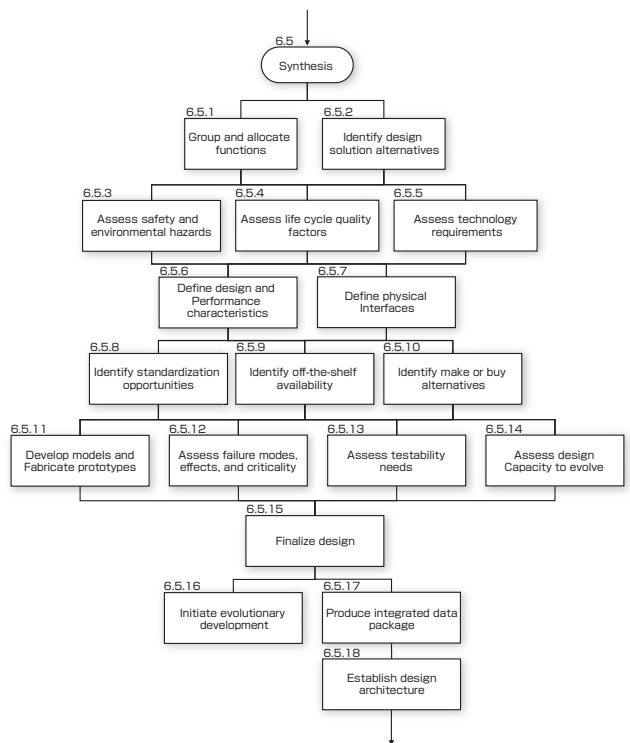 6.5
Synthesis
6.5.1
Group and allocate
functions
6.5.2
Identify design
solution alternatives
6.5.3
Assess safety and
environmental hazards
6.5.4
Assess life cycle quality
factors
6.5.5
Assess technology
requirements
6.5.6
Define design and
Performance
characteristics
6.5.7
Define physical
Interfaces
6.5.8
Identify standardization
opportunities
6.5.9
Identify off-the-shelf
availability
6.5.10
Identify make or buy
alternatives
6.5.11
Develop models and
Fabricate prototypes
6.5.12
Assess failure modes,
effects, and criticality
6.5.13
Assess testability
needs
6.5.14
Assess design
Capacity to evolve
6.5.15
Finalize design
6.5.16
Initiate evolutionary
development
6.5.17
Produce integrated data
package
6.5.18
Establish design
architecture